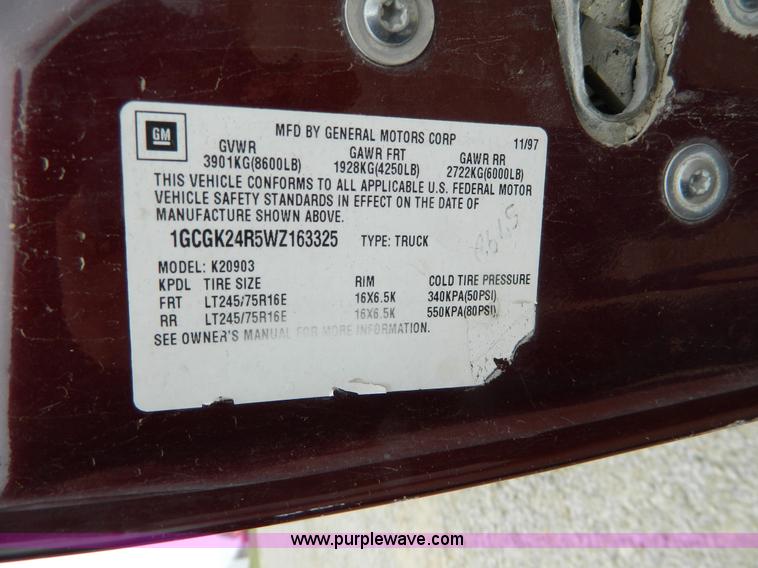 GM
MFD BY GENERAL MOTORS CORP 11/97
GVWR GAWR FRT GAWR RR
3901KG(8600LB) 1928KG(4250LB) 2722KG(6000LB)
THIS VEHICLE CONFORMS TO ALL APPLICABLE U.S. FEDERAL MOTOR
VEHICLE SAFETY STANDARDS IN EFFECT ON THE DATE OF
MANUFACTURE SHOWN ABOVE.
1GCGK24R5WZ163325 TYPE: TRUCK
MODEL: K20903
KPDL TIRE SIZE RIM COLD TIRE PRESSURE
FRT LT245/75R16E 16X6.5K 340KPA(50PSI)
RR LT245/75R16E 16X6.5K 550KPA(80PSI)
SEE OWNER'S MANUAL FOR MORE INFORMATION.
www.purplewave.com